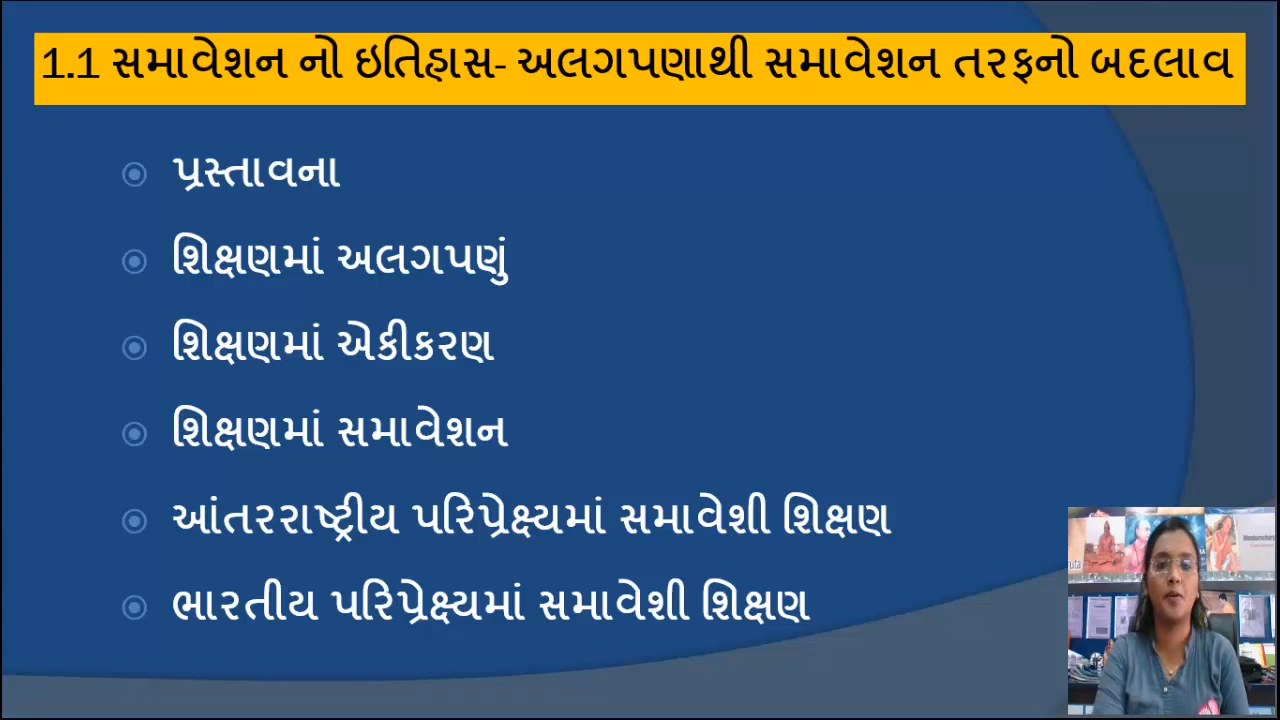 1.1 સમાવેશન નો ઇતિહાસ- અલગપણાથી સમાવેશન તરફનો બદલાવ
પ્રસ્તાવના
શિક્ષણમાં અલગપણું
શિક્ષણમાં એકીકરણ
શિક્ષણમાં સમાવેશન
આંતરરાષ્ટ્રીય પરિપ્રેક્ષ્યમાં સમાવેશી શિક્ષણ
ભારતીય પરિપ્રેક્ષ્યમાં સમાવેશી શિક્ષણ